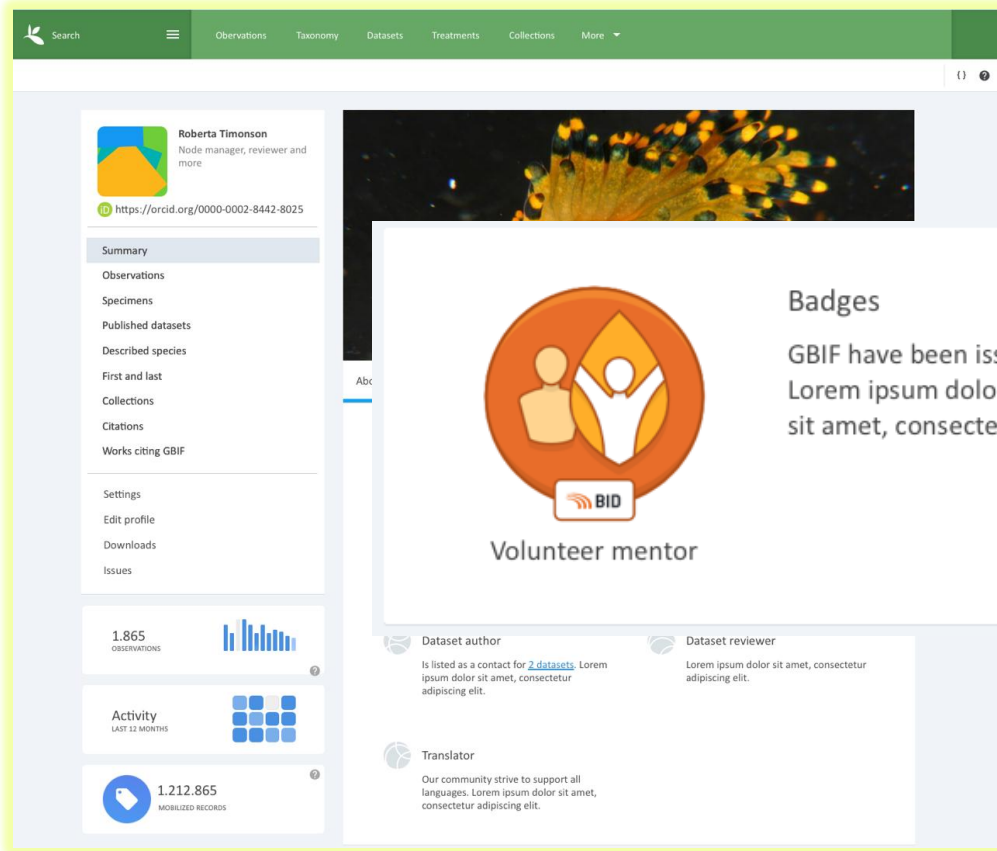 Search
Obervations
Taxonomy
Datasets
Treatments
Collections
More
{}
Roberta Timonson
Node manager, reviewer and
more
iD https://orcid.org/0000-0002-8442-8025
Summary
Observations
Specimens
Published datasets
Described species
First and last
Collections
Citations
Works citing GBIF
Settings
Edit profile
Downloads
Issues
1.865
OBSERVATIONS
?
Activity
LAST 12 MONTHS
1.212.865
MOBILIZED RECORDS
?
BID
Volunteer mentor
Badges
GBIF have been iss
Lorem ipsum dolo
sit amet, consecte
Dataset author
Is listed as a contact for 2 datasets. Lorem
ipsum dolor sit amet, consectetur
adipiscing elit.
Dataset reviewer
Lorem ipsum dolor sit amet, consectetur
adipiscing elit.
Translator
Our community strive to support all
languages. Lorem ipsum dolor sit amet,
consectetur adipiscing elit.